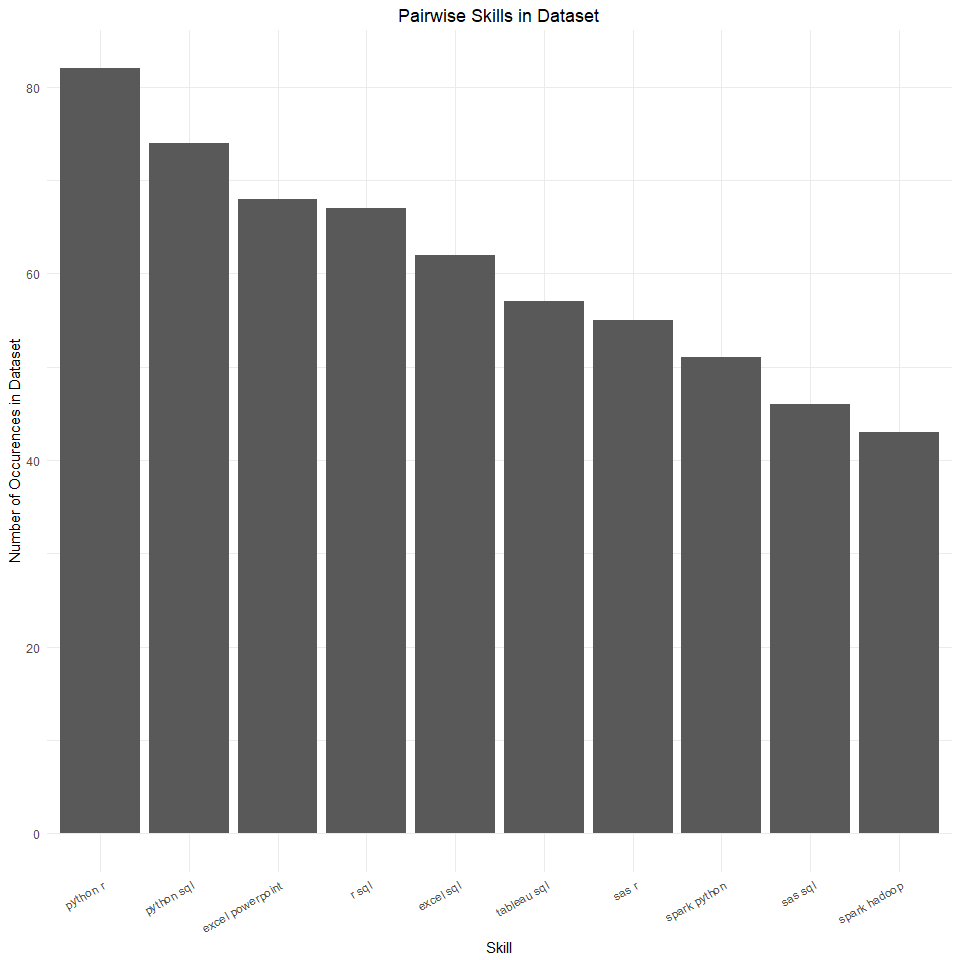 Pairwise Skills in Dataset
Number of Occurences in Dataset
80
60
40
20
0
python r
python sql
excel powerpoint
r sql
excel sql
tableau sql
sas r
spark python
sas sql
spark hadoop
Skill